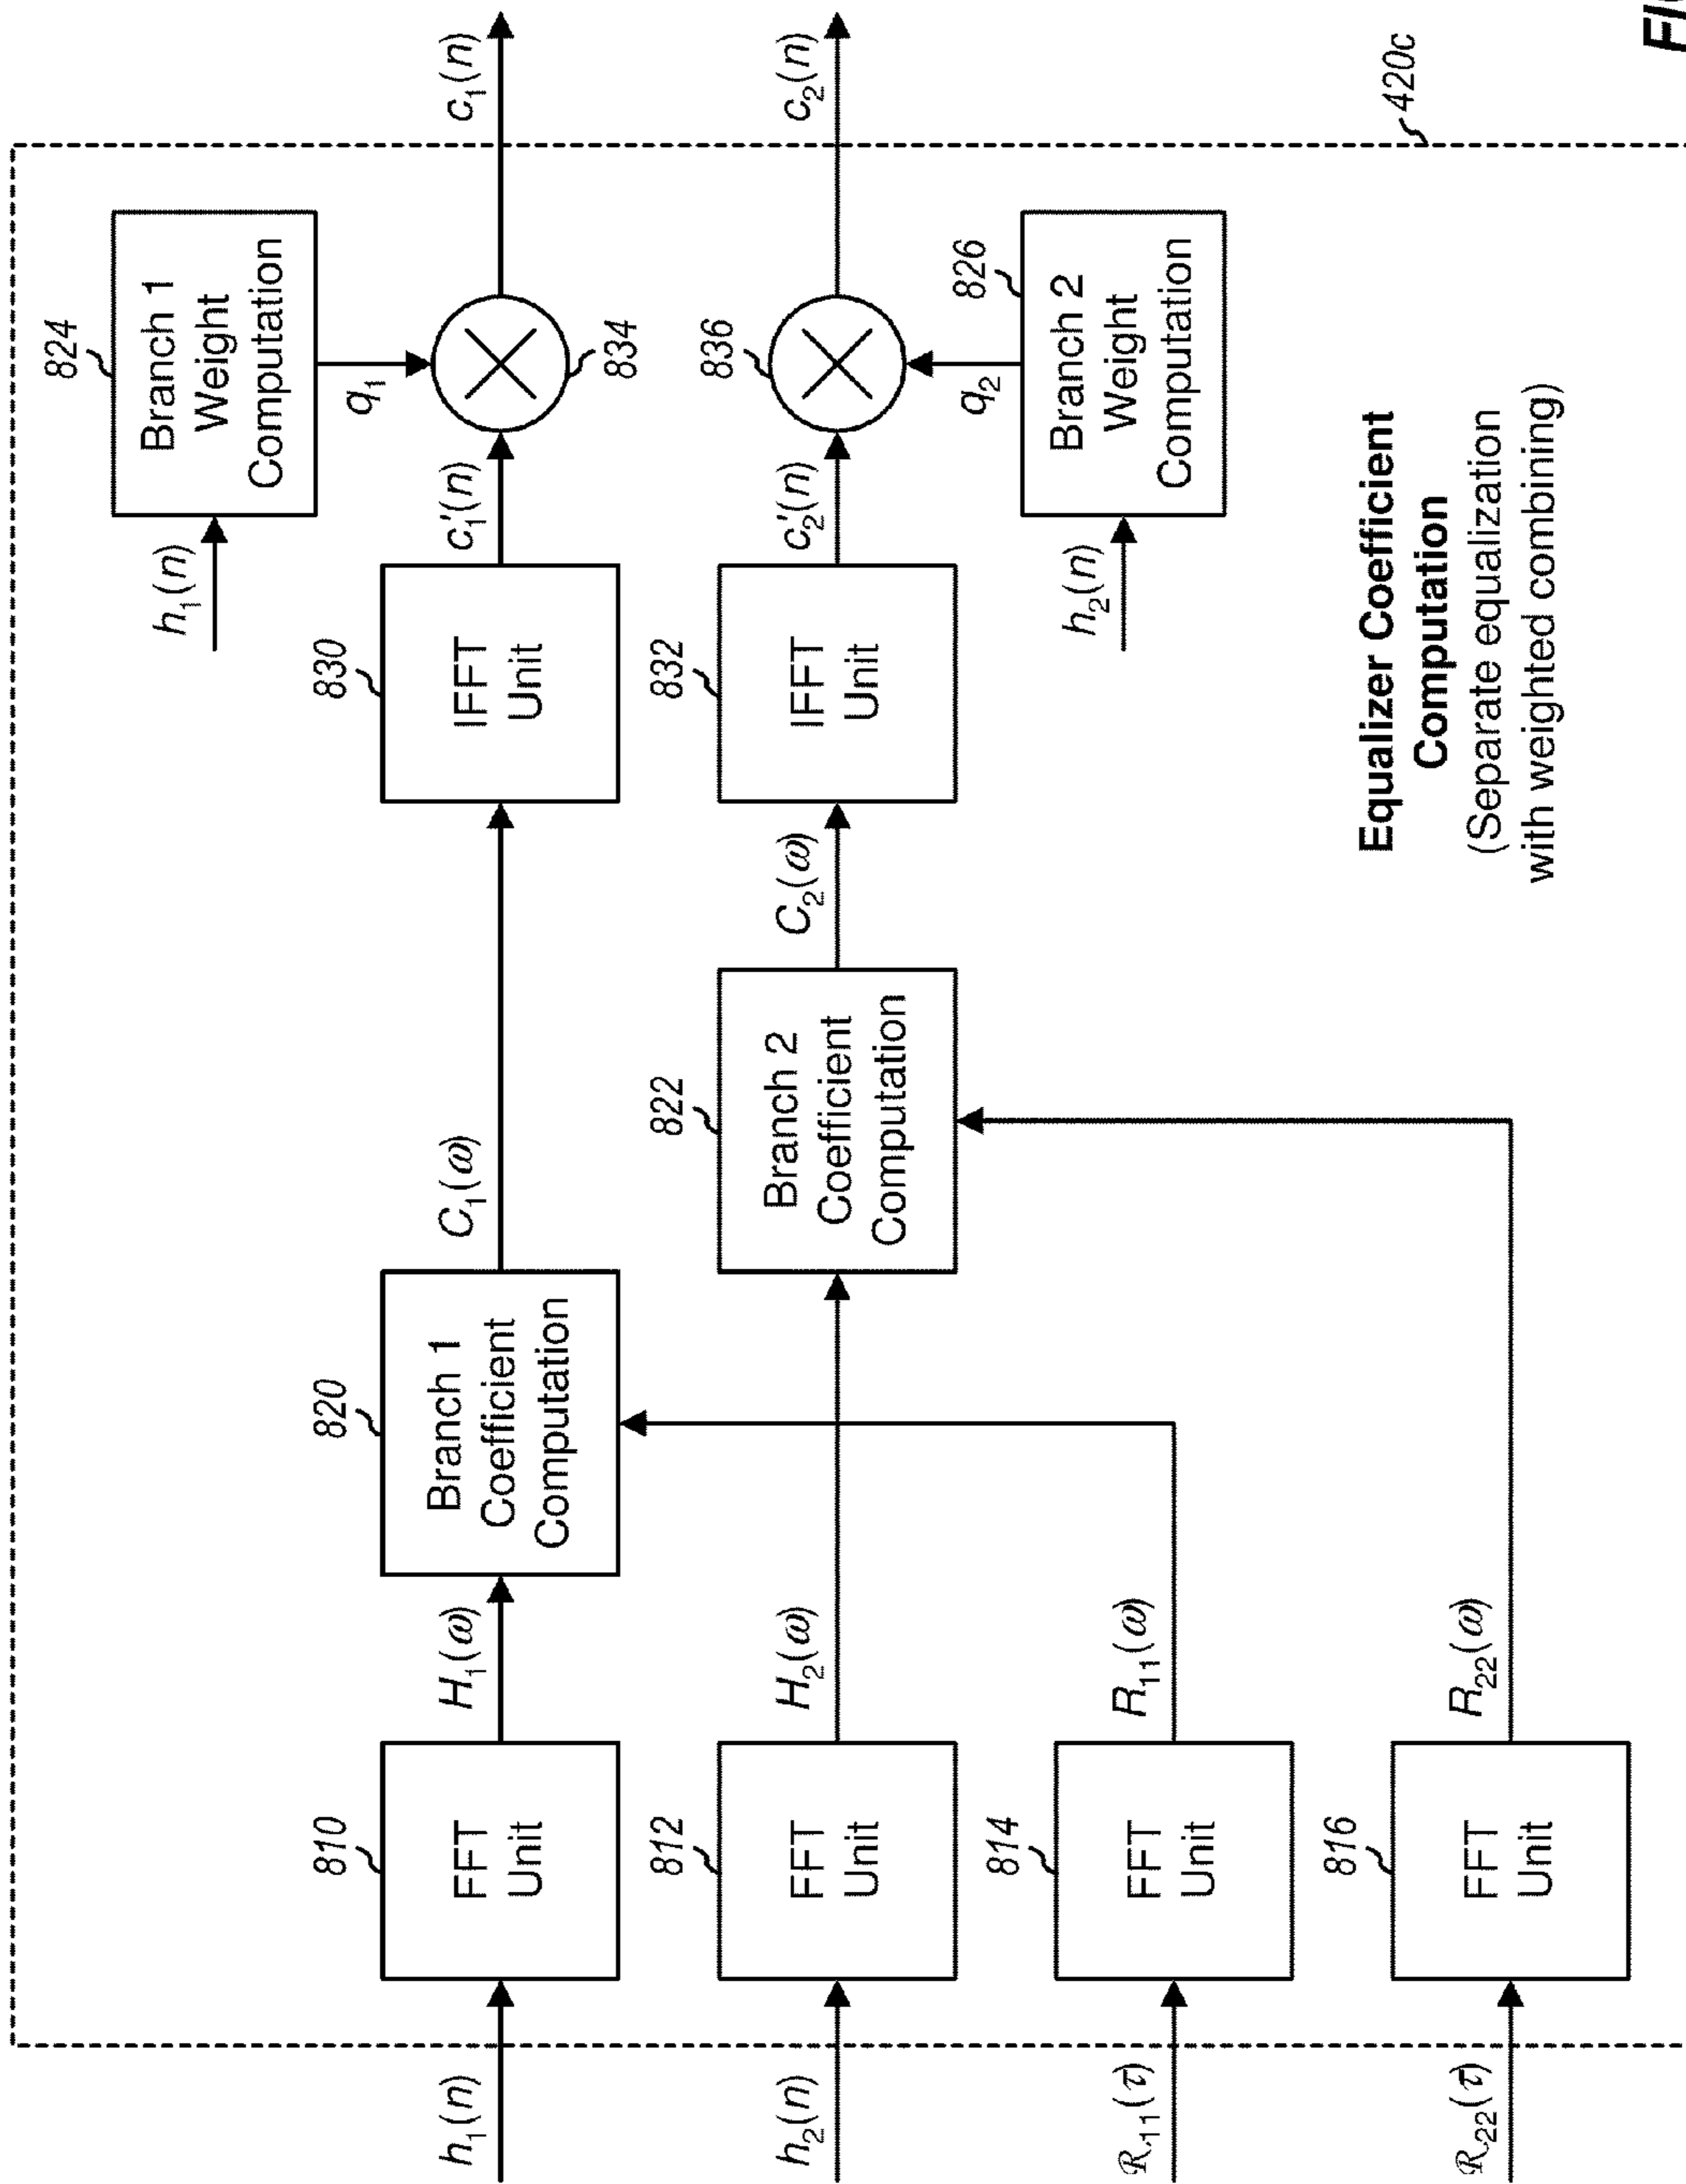 824
Branch 1
Weight
Computation
h₁(n)
q₁
810
FFT
Unit
h₁(n)
H₁(ω)
820
Branch 1
Coefficient
Computation
C₁(ω)
830
IFFT
Unit
c₁'(n)
834
c₁(n)
812
FFT
Unit
h₂(n)
H₂(ω)
822
Branch 2
Coefficient
Computation
C₂(ω)
832
IFFT
Unit
c₂'(n)
836
c₂(n)
q₂
826
Branch 2
Weight
Computation
h₂(n)
814
FFT
Unit
ℛ₁₁(τ)
R₁₁(ω)
816
FFT
Unit
ℛ₂₂(τ)
R₂₂(ω)
Equalizer Coefficient
Computation
(Separate equalization
with weighted combining)
420c